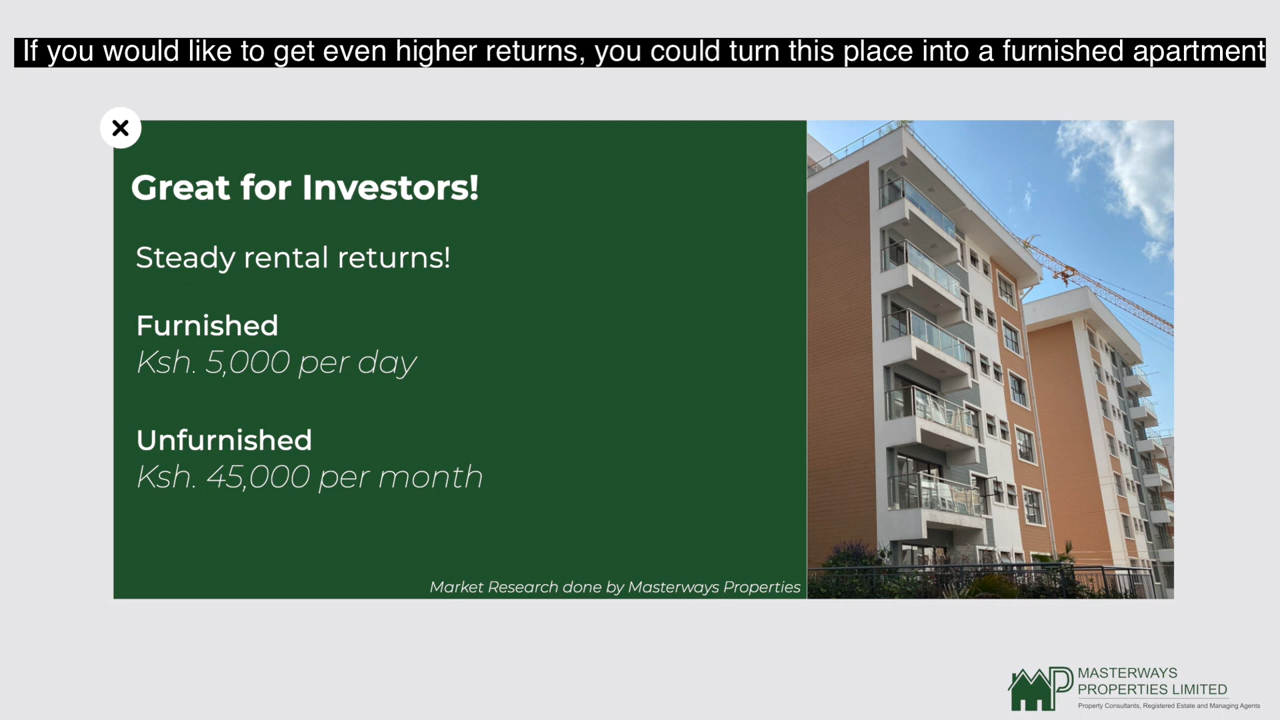 If you would like to get even higher returns, you could turn this place into a furnished apartment
Great for Investors!
Steady rental returns!
Furnished
Ksh. 5,000 per day
Unfurnished
Ksh. 45,000 per month
Market Research done by Masterways Properties
MP
MASTERWAYS
PROPERTIES LIMITED
Property Consultants, Registered Estate and Managing Agents